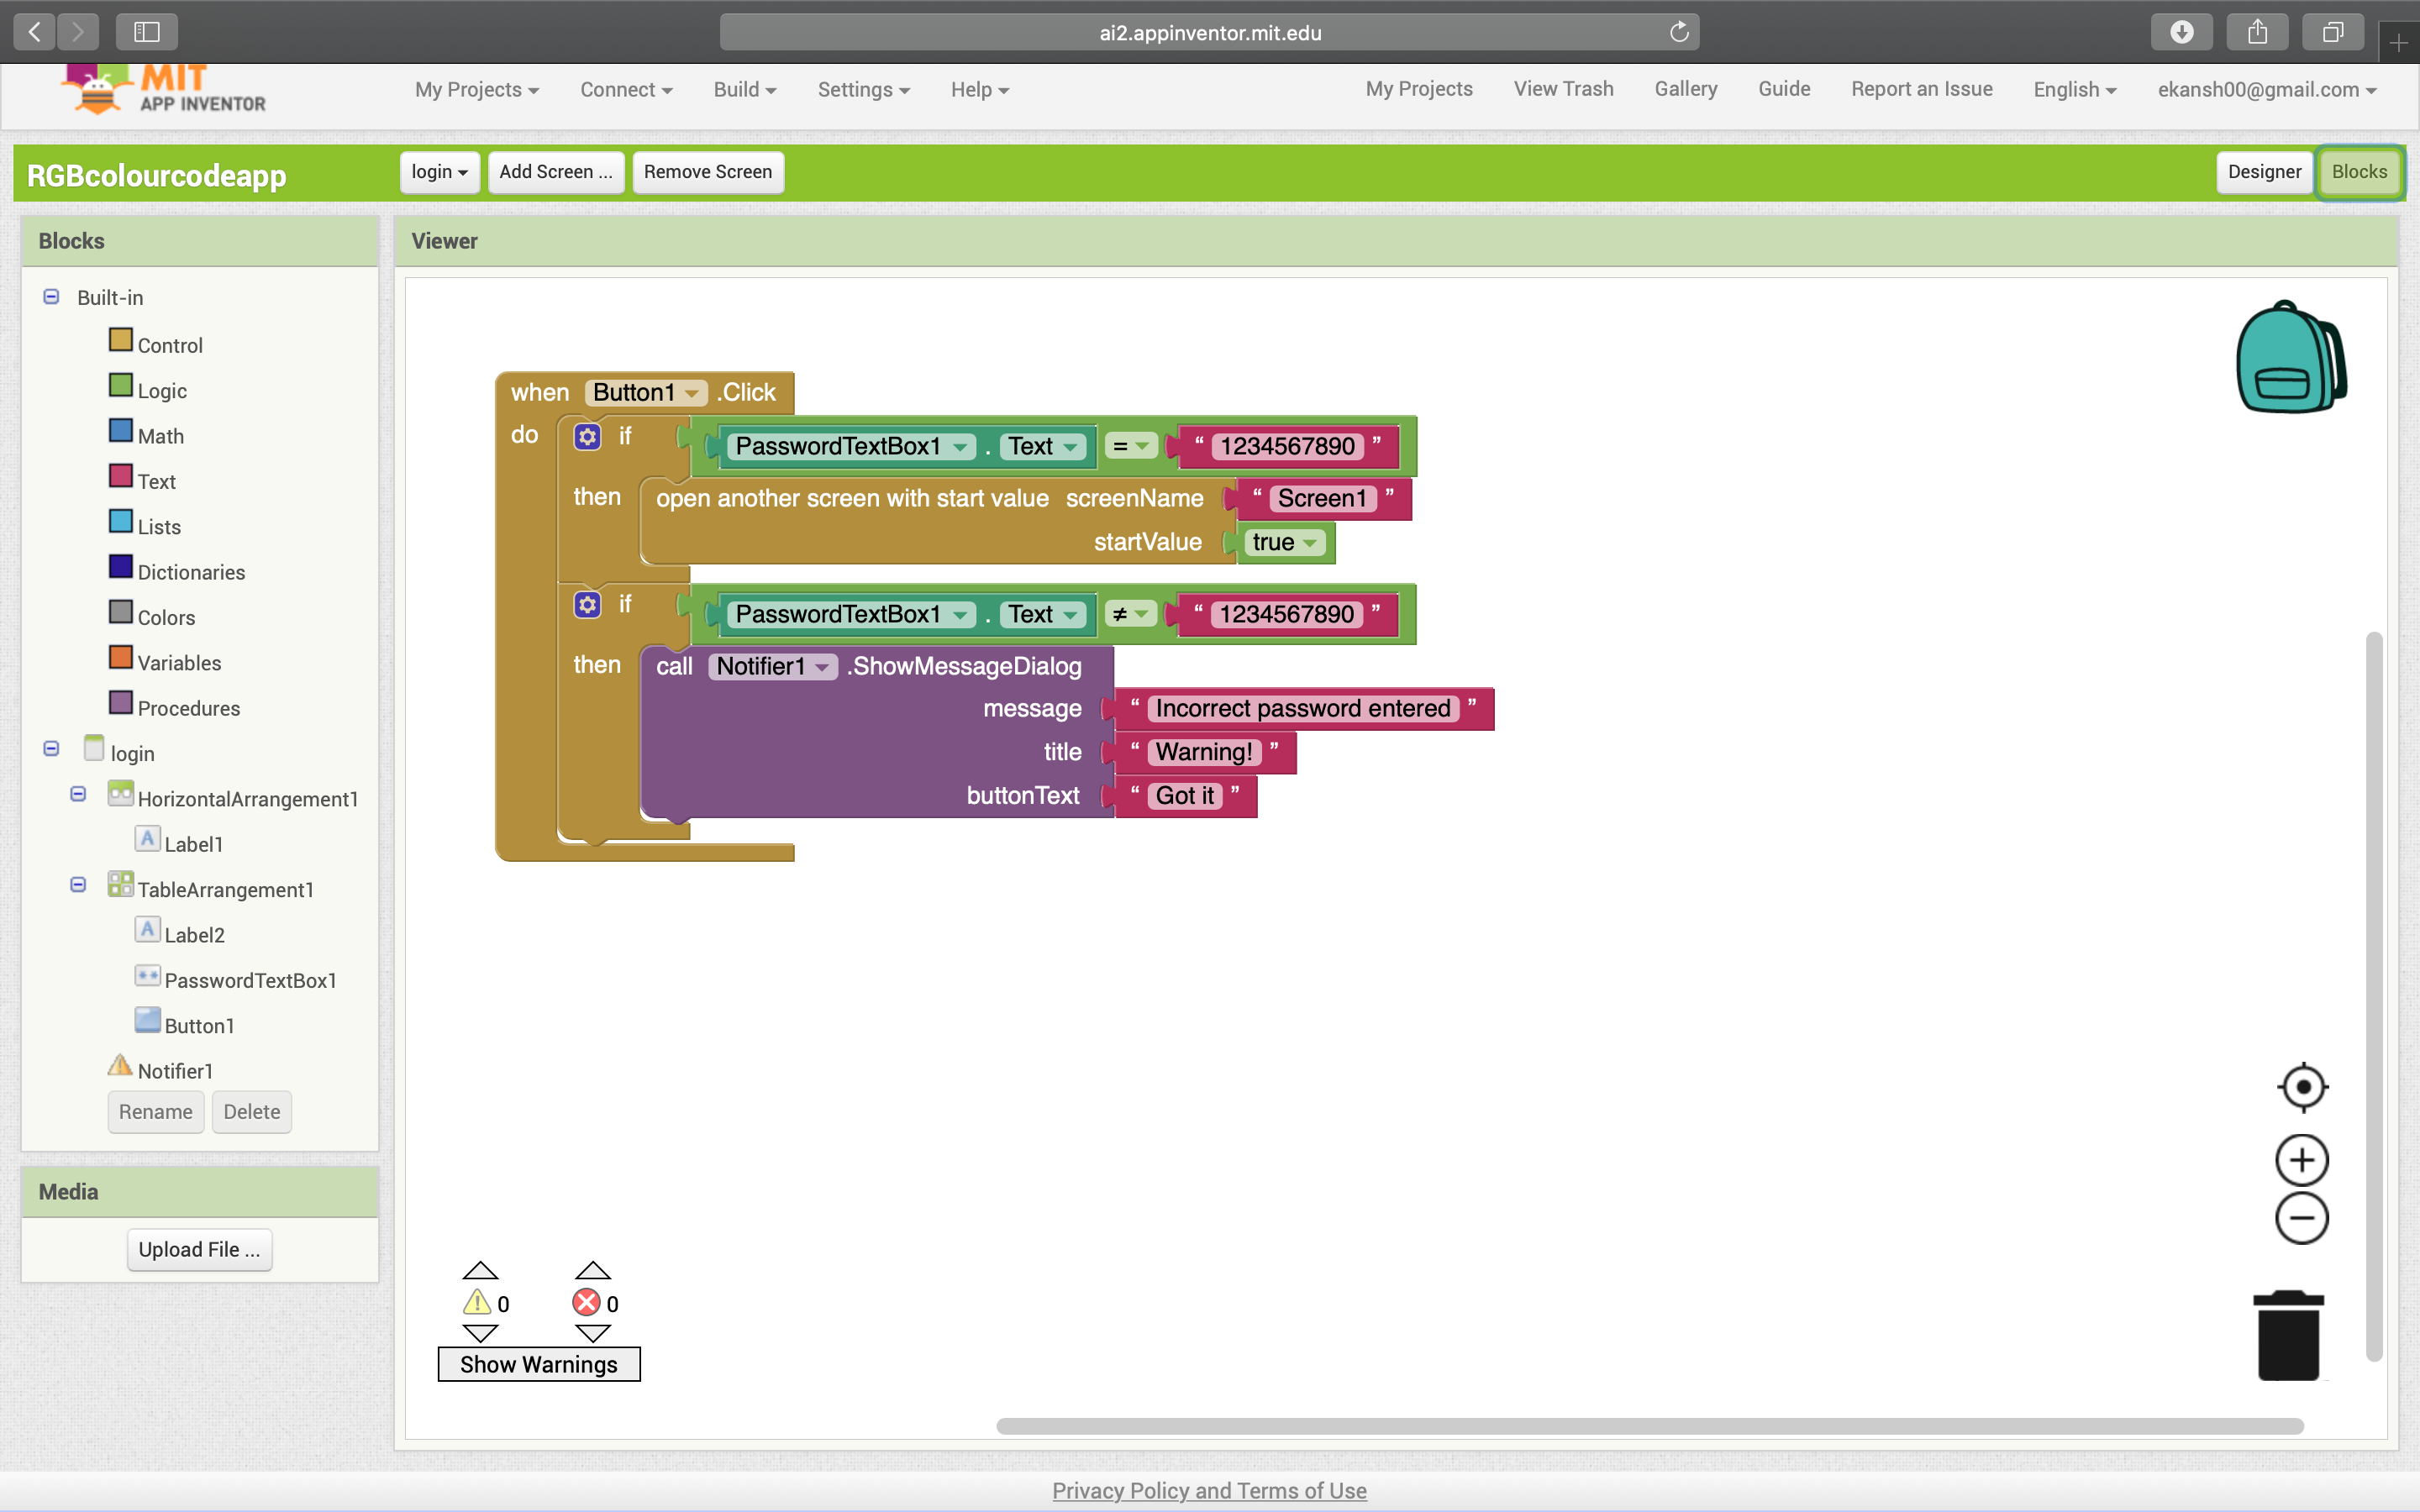 ai2.appinventor.mit.edu
MIT
APP INVENTOR
My Projects Connect Build Settings Help My Projects View Trash Gallery Guide Report an Issue English ekansh00@gmail.com
RGBcolourcodeapp login Add Screen ... Remove Screen Designer Blocks
Blocks
Built-in
Control
Logic
Math
Text
Lists
Dictionaries
Colors
Variables
Procedures
login
HorizontalArrangement1
A Label1
TableArrangement1
A Label2
** PasswordTextBox1
Button1
Notifier1
Rename Delete
Media
Upload File ...
Viewer
when Button1 .Click
do if PasswordTextBox1 . Text = “ 1234567890 ”
then open another screen with start value screenName “ Screen1 ”
startValue true
if PasswordTextBox1 . Text ≠ “ 1234567890 ”
then call Notifier1 .ShowMessageDialog
message “ Incorrect password entered ”
title “ Warning! ”
buttonText “ Got it ”
0 0
Show Warnings
Privacy Policy and Terms of Use